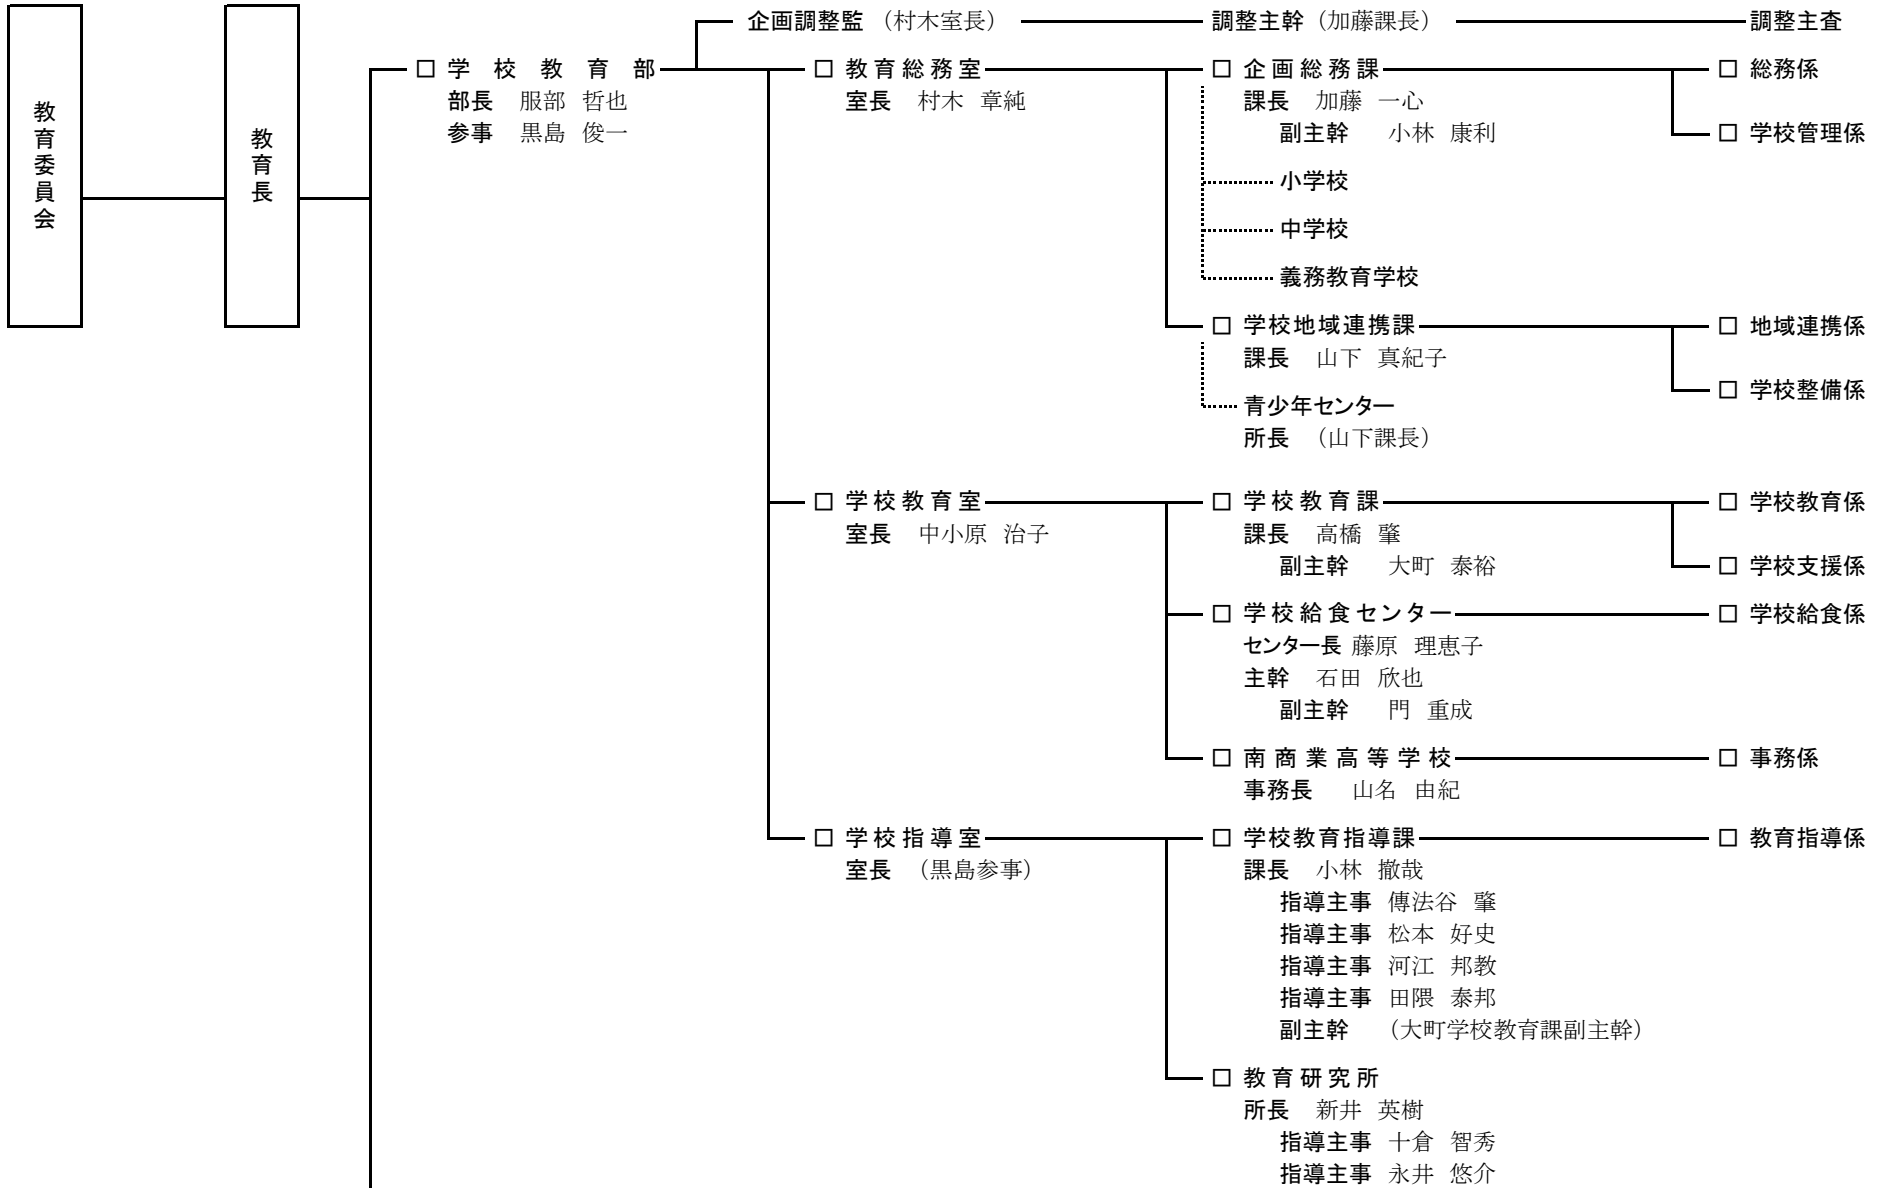 教育委員会
教育長
企画調整監 （村木室長） 調整主幹 （加藤課長） 調整主査
□ 学校教育部 □ 教育総務室 □ 企画総務課 □ 総務係
部長 服部 哲也 室長 村木 章純 課長 加藤 一心
参事 黒島 俊一 副主幹 小林 康利 □ 学校管理係
小学校
中学校
義務教育学校
□ 学校地域連携課 □ 地域連携係
課長 山下 真紀子
□ 学校整備係
青少年センター
所長 （山下課長）
□ 学校教育室 □ 学校教育課 □ 学校教育係
室長 中小原 治子 課長 高橋 肇
副主幹 大町 泰裕 □ 学校支援係
□ 学校給食センター □ 学校給食係
センター長 藤原 理恵子
主幹 石田 欣也
副主幹 門 重成
□ 南商業高等学校 □ 事務係
事務長 山名 由紀
□ 学校指導室 □ 学校教育指導課 □ 教育指導係
室長 （黒島参事） 課長 小林 撤哉
指導主事 傳法谷 肇
指導主事 松本 好史
指導主事 河江 邦教
指導主事 田隈 泰邦
副主幹 （大町学校教育課副主幹）
□ 教育研究所
所長 新井 英樹
指導主事 十倉 智秀
指導主事 永井 悠介